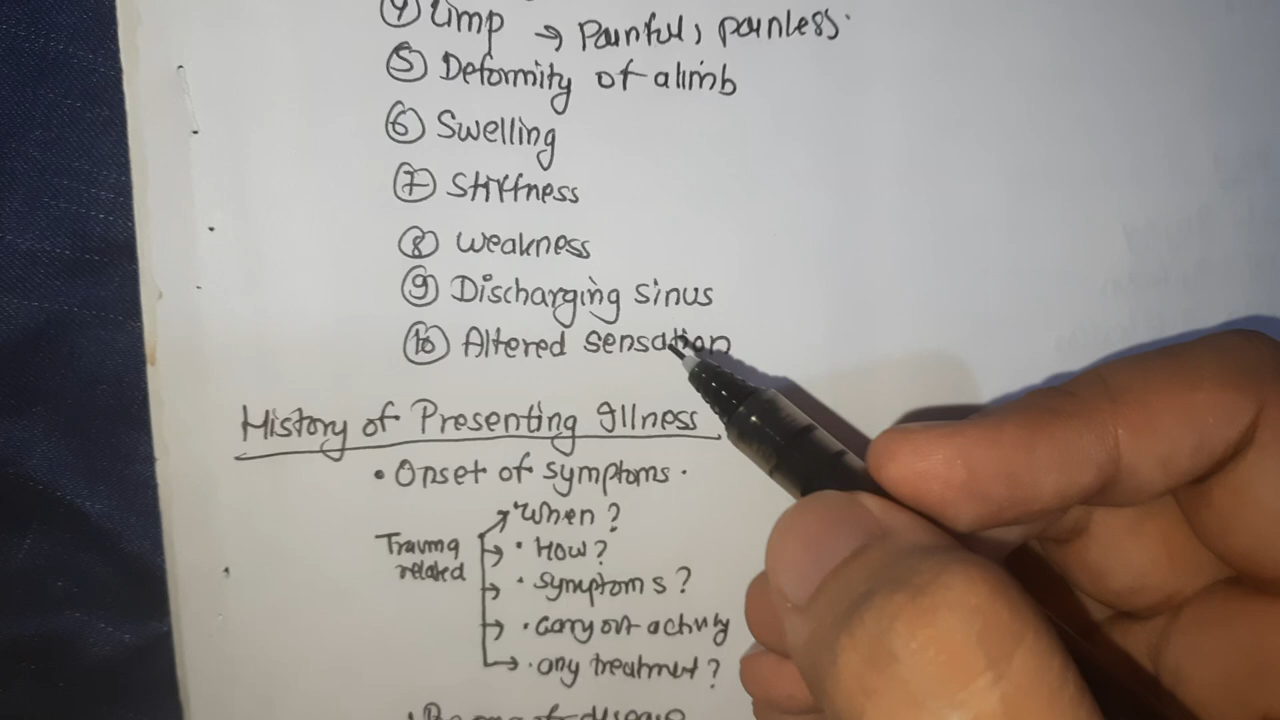 ④ Limp → Painful, painless.
⑤ Deformity of a limb
⑥ Swelling
⑦ Stiffness
⑧ Weakness
⑨ Discharging sinus
⑩ Altered sensation
History of Presenting Illness
• Onset of symptoms.
Trauma related
When?
• How?
• symptoms?
• carry out activity
• any treatment?